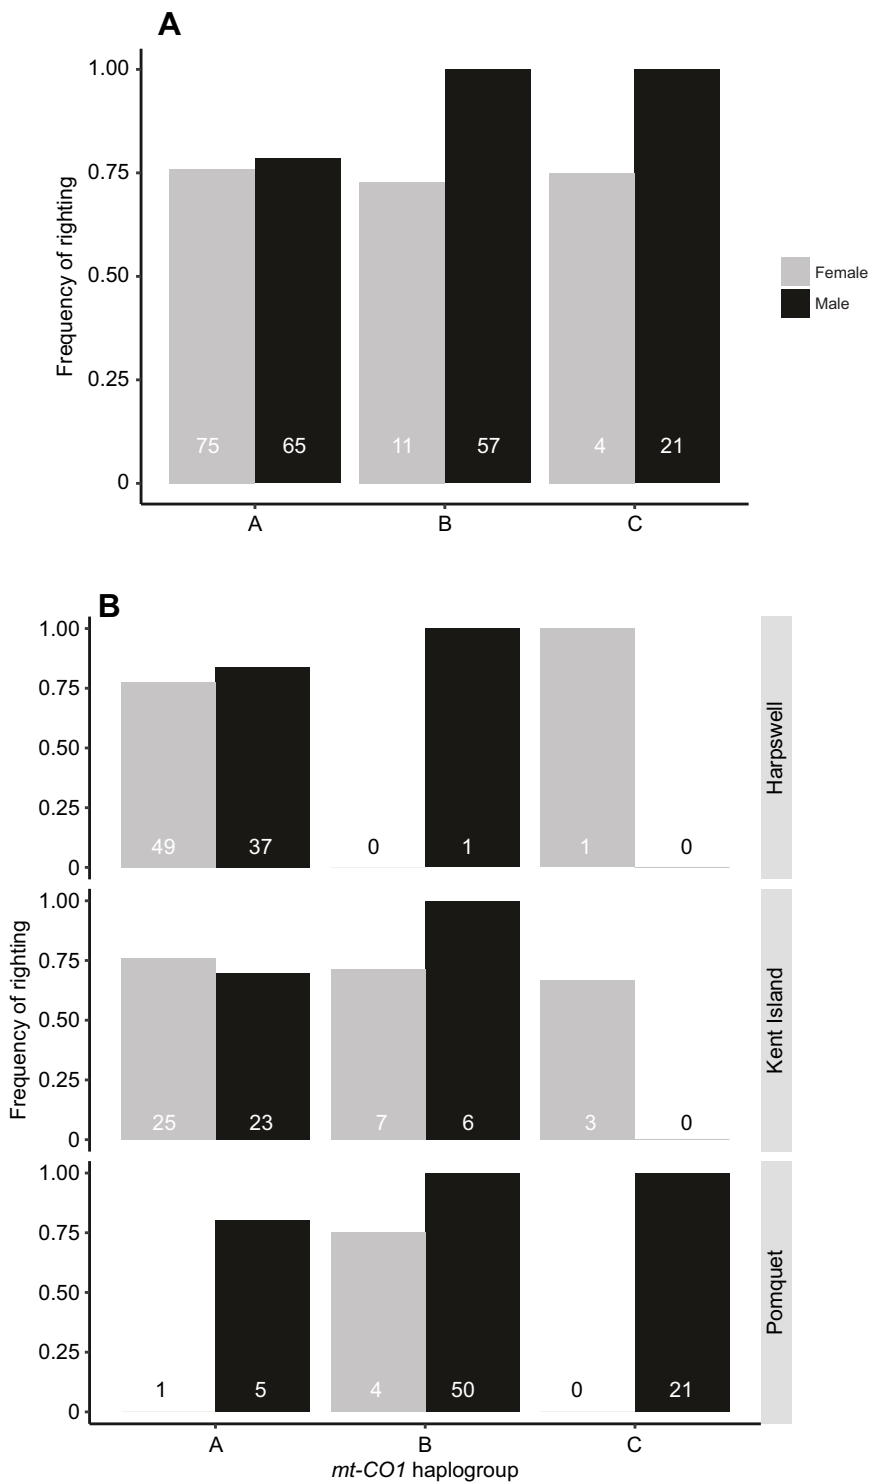 A
1.00
0.75
0.50
0.25
0
Frequency of righting
75 65 11 57 4 21
A B C
Female
Male
B
1.00
0.75
0.50
0.25
0
49 37 0 1 1 0
Harpswell
1.00
0.75
0.50
0.25
0
Frequency of righting
25 23 7 6 3 0
Kent Island
1.00
0.75
0.50
0.25
0
1 5 4 50 0 21
Pomquet
A B C
mt-CO1 haplogroup